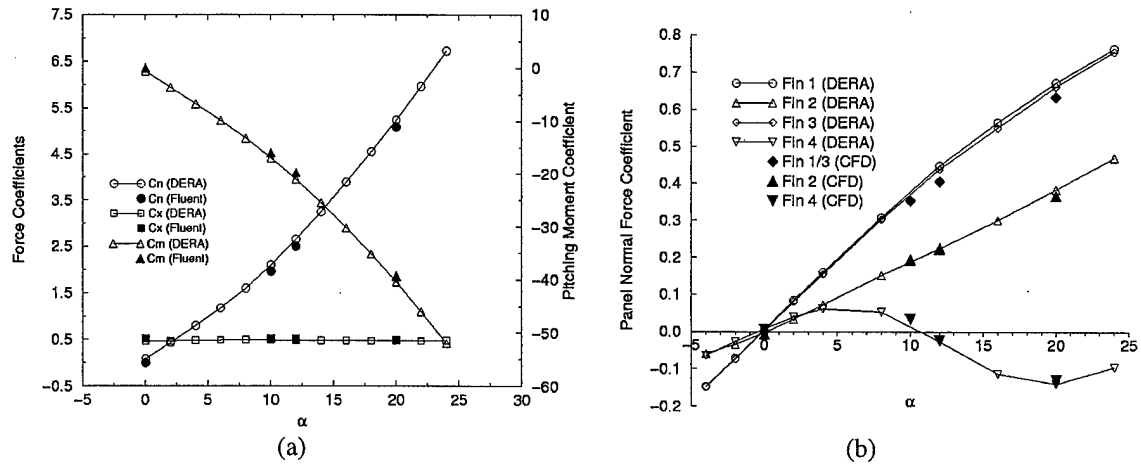 7.5
6.5
5.5
4.5
3.5
2.5
1.5
0.5
−0.5
Force Coefficients
10
0
−10
−20
−30
−40
−50
−60
Pitching Moment Coefficient
Cn (DERA)
Cn (Fluent)
Cx (DERA)
Cx (Fluent)
Cm (DERA)
Cm (Fluent)
−5 0 5 10 15 20 25 30
α
(a)
0.8
0.7
0.6
0.5
0.4
0.3
0.2
0.1
0.0
−0.1
−0.2
Panel Normal Force Coefficient
Fin 1 (DERA)
Fin 2 (DERA)
Fin 3 (DERA)
Fin 4 (DERA)
Fin 1/3 (CFD)
Fin 2 (CFD)
Fin 4 (CFD)
−5 0 5 10 15 20 25
α
(b)